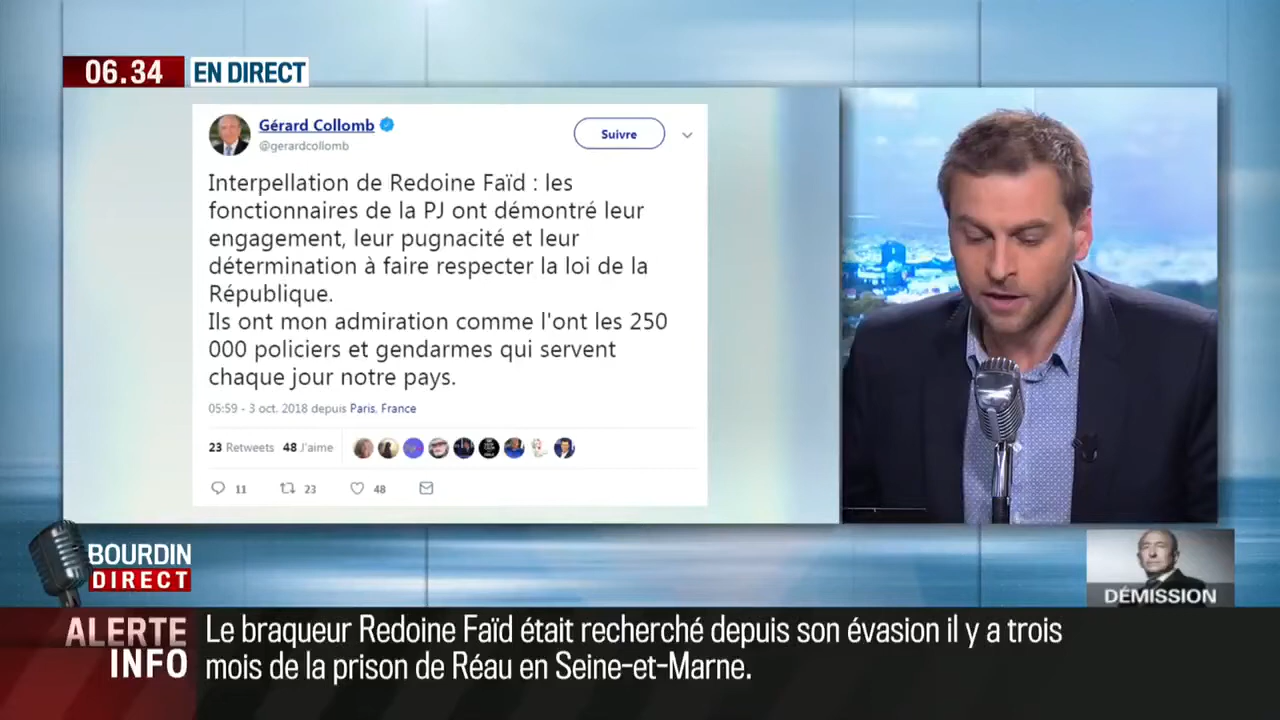 06.34 EN DIRECT
Gérard Collomb
@gerardcollomb
Suivre
Interpellation de Redoine Faïd : les
fonctionnaires de la PJ ont démontré leur
engagement, leur pugnacité et leur
détermination à faire respecter la loi de la
République.
Ils ont mon admiration comme l'ont les 250
000 policiers et gendarmes qui servent
chaque jour notre pays.
05:59 - 3 oct. 2018 depuis Paris, France
23 Retweets 48 J'aime
11 23 48
BOURDIN
DIRECT
DÉMISSION
ALERTE
INFO
Le braqueur Redoine Faïd était recherché depuis son évasion il y a trois
mois de la prison de Réau en Seine-et-Marne.